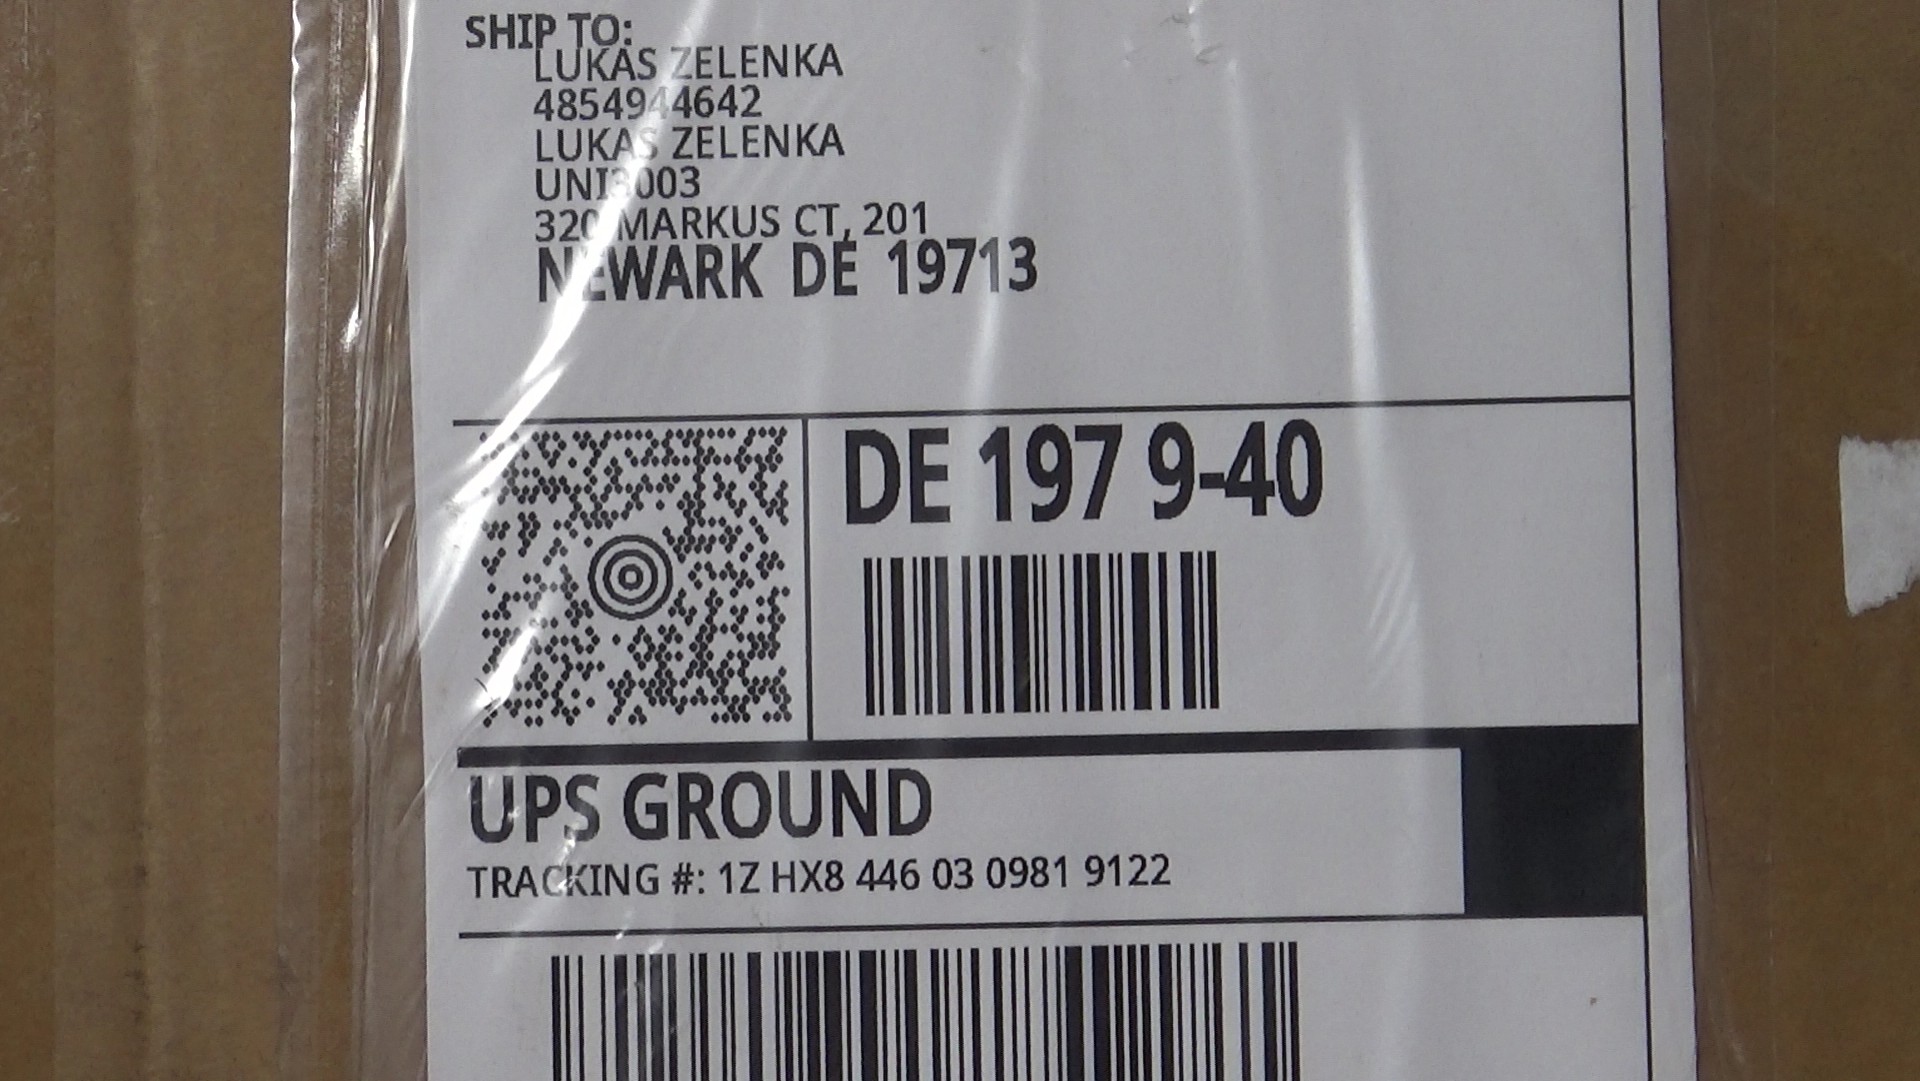 SHIP TO:
LUKAS ZELENKA
4854944642
LUKAS ZELENKA
UNI3003
320 MARKUS CT, 201
NEWARK DE 19713
DE 197 9-40
UPS GROUND
TRACKING #: 1Z HX8 446 03 0981 9122